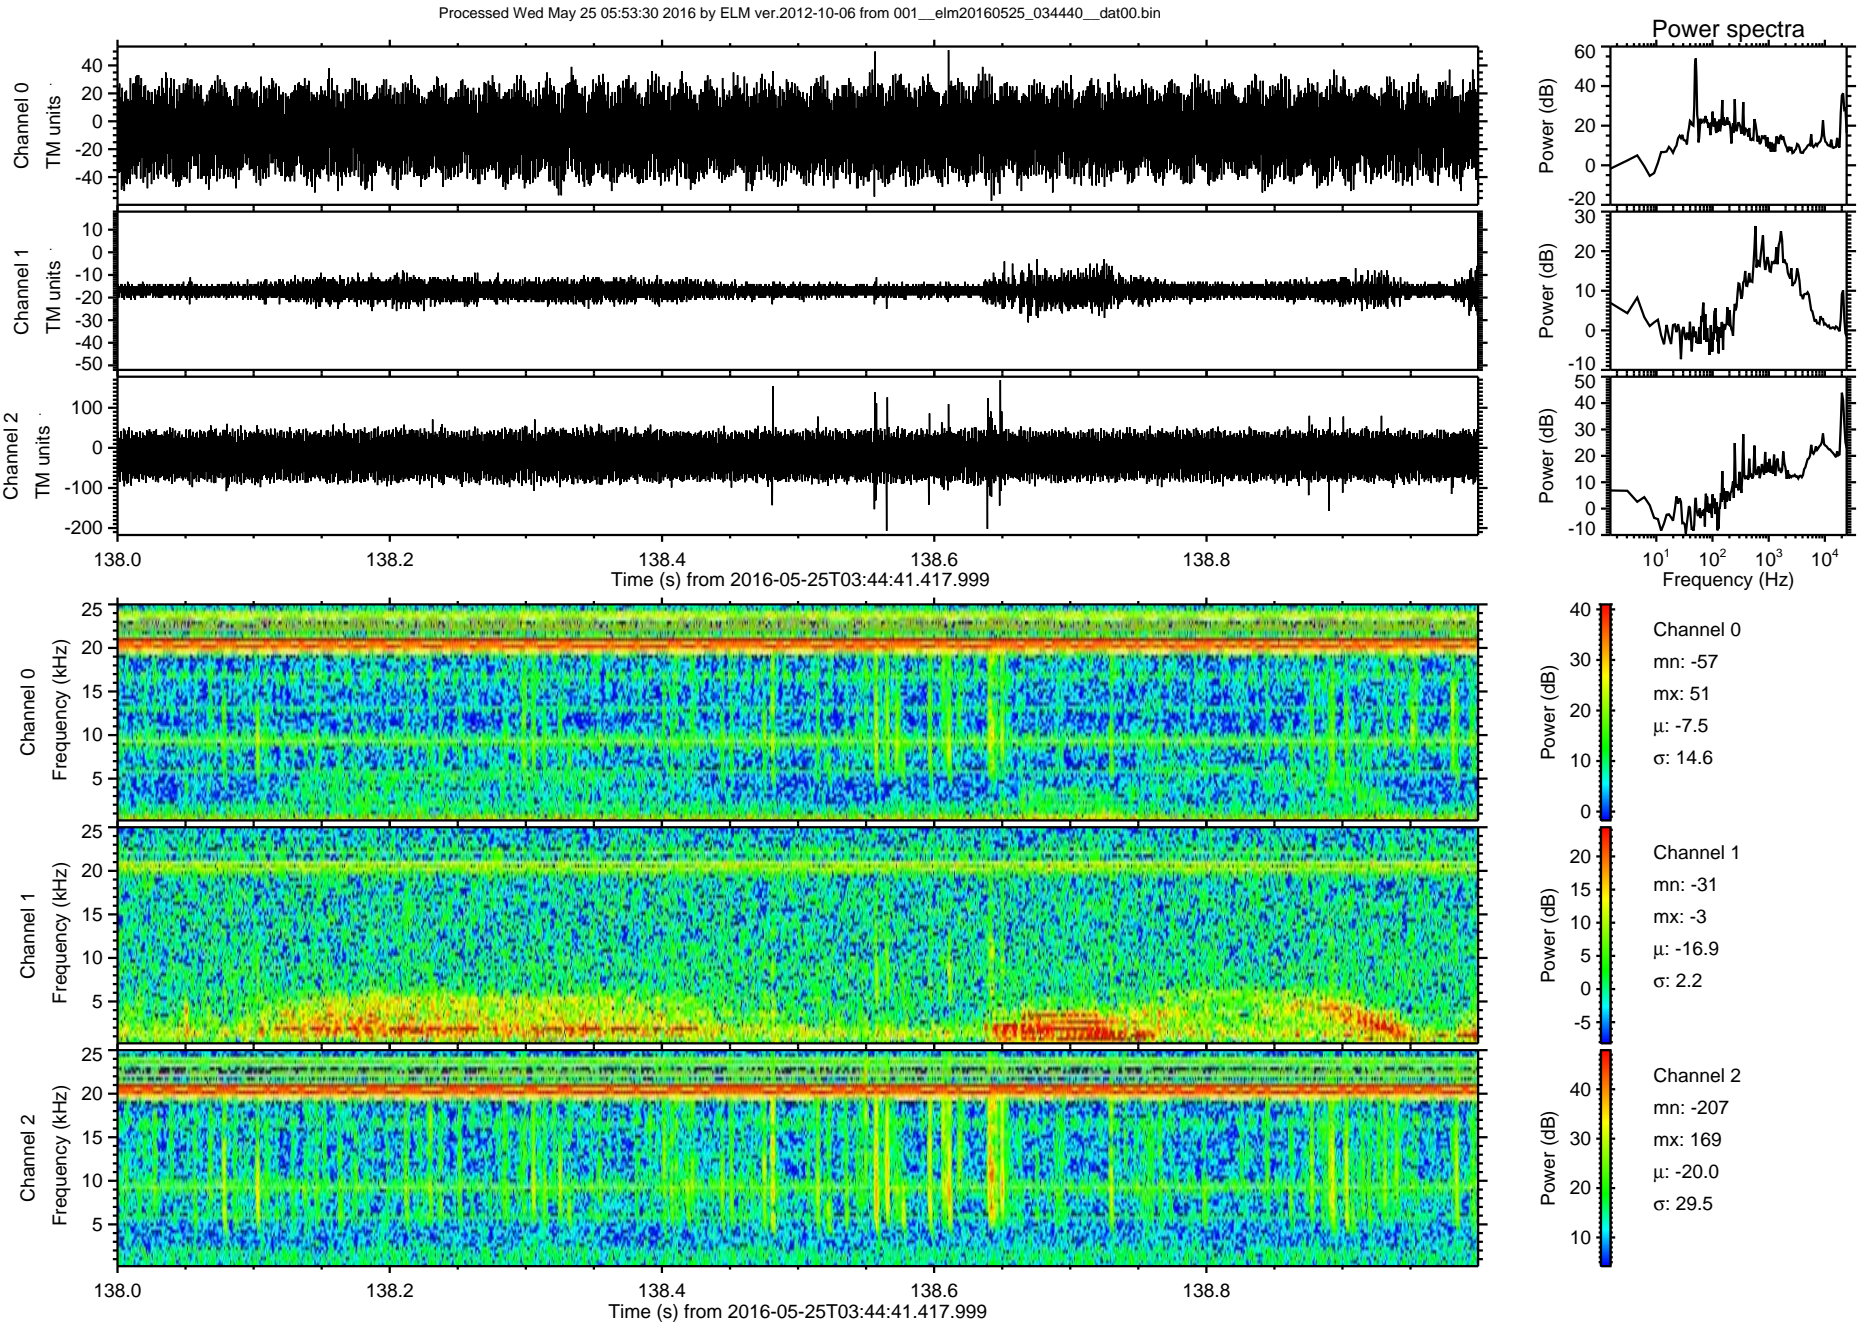 Processed Wed May 25 05:53:30 2016 by ELM ver.2012-10-06 from 001__elm20160525_034440__dat00.bin
Power spectra
Channel 0
TM units
40
20
0
-20
-40
Power (dB)
60
40
20
0
-20
Channel 1
TM units
10
0
-10
-20
-30
-40
-50
Power (dB)
30
20
10
0
-10
Channel 2
TM units
100
0
-100
-200
Power (dB)
50
40
30
20
10
0
-10
138.0 138.2 138.4 138.6 138.8
Time (s) from 2016-05-25T03:44:41.417.999
10¹ 10² 10³ 10⁴
Frequency (Hz)
Channel 0
Frequency (kHz)
25
20
15
10
5
Power (dB)
40
30
20
10
0
Channel 0
mn: -57
mx: 51
μ: -7.5
σ: 14.6
Channel 1
Frequency (kHz)
25
20
15
10
5
Power (dB)
20
15
10
5
0
-5
Channel 1
mn: -31
mx: -3
μ: -16.9
σ: 2.2
Channel 2
Frequency (kHz)
25
20
15
10
5
Power (dB)
40
30
20
10
Channel 2
mn: -207
mx: 169
μ: -20.0
σ: 29.5
138.0 138.2 138.4 138.6 138.8
Time (s) from 2016-05-25T03:44:41.417.999